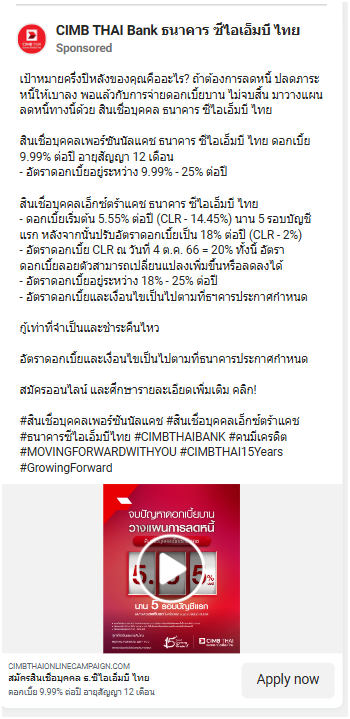 CIMB THAI Bank ธนาคาร ซีไอเอ็มบี ไทย
Sponsored
เป้าหมายครึ่งปีหลังของคุณคืออะไร? ถ้าต้องการลดหนี้ ปลดภาระ
หนี้ให้เบาลง พอแล้วกับการจ่ายดอกเบี้ยบาน ไม่จบสิ้น มาวางแผน
ลดหนี้ทางนี้ด้วย สินเชื่อบุคคล ธนาคาร ซีไอเอ็มบี ไทย
สินเชื่อบุคคลเพอร์ซันนัลแคช ธนาคาร ซีไอเอ็มบี ไทย ดอกเบี้ย
9.99% ต่อปี อายุสัญญา 12 เดือน
- อัตราดอกเบี้ยอยู่ระหว่าง 9.99% - 25% ต่อปี
สินเชื่อบุคคลเอ็กซ์ตร้าแคช ธนาคาร ซีไอเอ็มบี ไทย
- ดอกเบี้ยเริ่มต้น 5.55% ต่อปี (CLR - 14.45%) นาน 5 รอบบัญชี
แรก หลังจากนั้นปรับอัตราดอกเบี้ยเป็น 18% ต่อปี (CLR - 2%)
- อัตราดอกเบี้ย CLR ณ วันที่ 4 ต.ค. 66 = 20% ทั้งนี้ อัตรา
ดอกเบี้ยลอยตัวสามารถเปลี่ยนแปลงเพิ่มขึ้นหรือลดลงได้
- อัตราดอกเบี้ยอยู่ระหว่าง 18% - 25% ต่อปี
- อัตราดอกเบี้ยและเงื่อนไขเป็นไปตามที่ธฯคารประกาศกำหนด
กู้เท่าที่จำเป็นและชำระคืนไหว
อัตราดอกเบี้ยและเงื่อนไขเป็นไปตามที่ธนาคารประกาศกำหนด
สมัครออนไลน์ และศึกษารายละเอียดเพิ่มเติม คลิก!
#สินเชื่อบุคคลเพอร์ซันนัลแคช #สินเชื่อบุคคลเอ็กซ์ตร้าแคช
#ธนาคารซีไอเอ็มบีไทย #CIMBTHAIBANK #คนมีเครดิต
#MOVINGFORWARDWITHYOU #CIMBTHAI15Years
#GrowingForward
จบปัญหาดอกเบี้ยบาน
วางแผนการลดหนี้
นาน 5 รอบบัญชีแรก
CIMB THAI
CIMBTHAIONLINECAMPAIGN.COM
สมัครสินเชื่อบุคคล ธ.ซีไอเอ็มบี ไทย
ดอกเบี้ย 9.99% ต่อปี อายุสัญญา 12 เดือน
Apply now